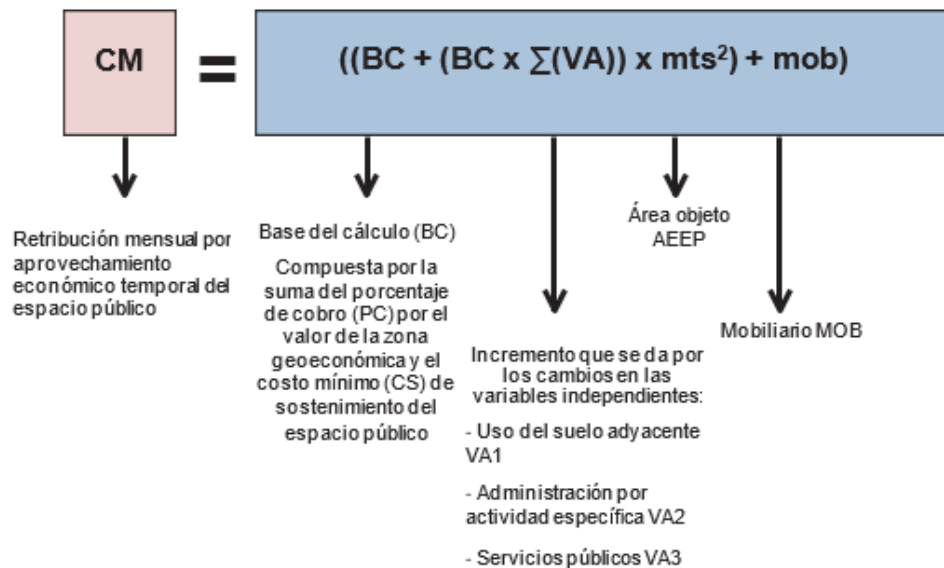 CM = ((BC + (BC x ∑(VA)) x mts²) + mob)
Retribución mensual por
aprovechamiento
económico temporal del
espacio público
Base del cálculo (BC)
Compuesta por la
suma del porcentaje
de cobro (PC) por el
valor de la zona
geoeconómica y el
costo mínimo (CS) de
sostenimiento del
espacio público
Incremento que se da por
los cambios en las
variables independientes:
- Uso del suelo adyacente
VA1
- Administración por
actividad específica VA2
- Servicios públicos VA3
Área objeto
AEEP
Mobiliario MOB